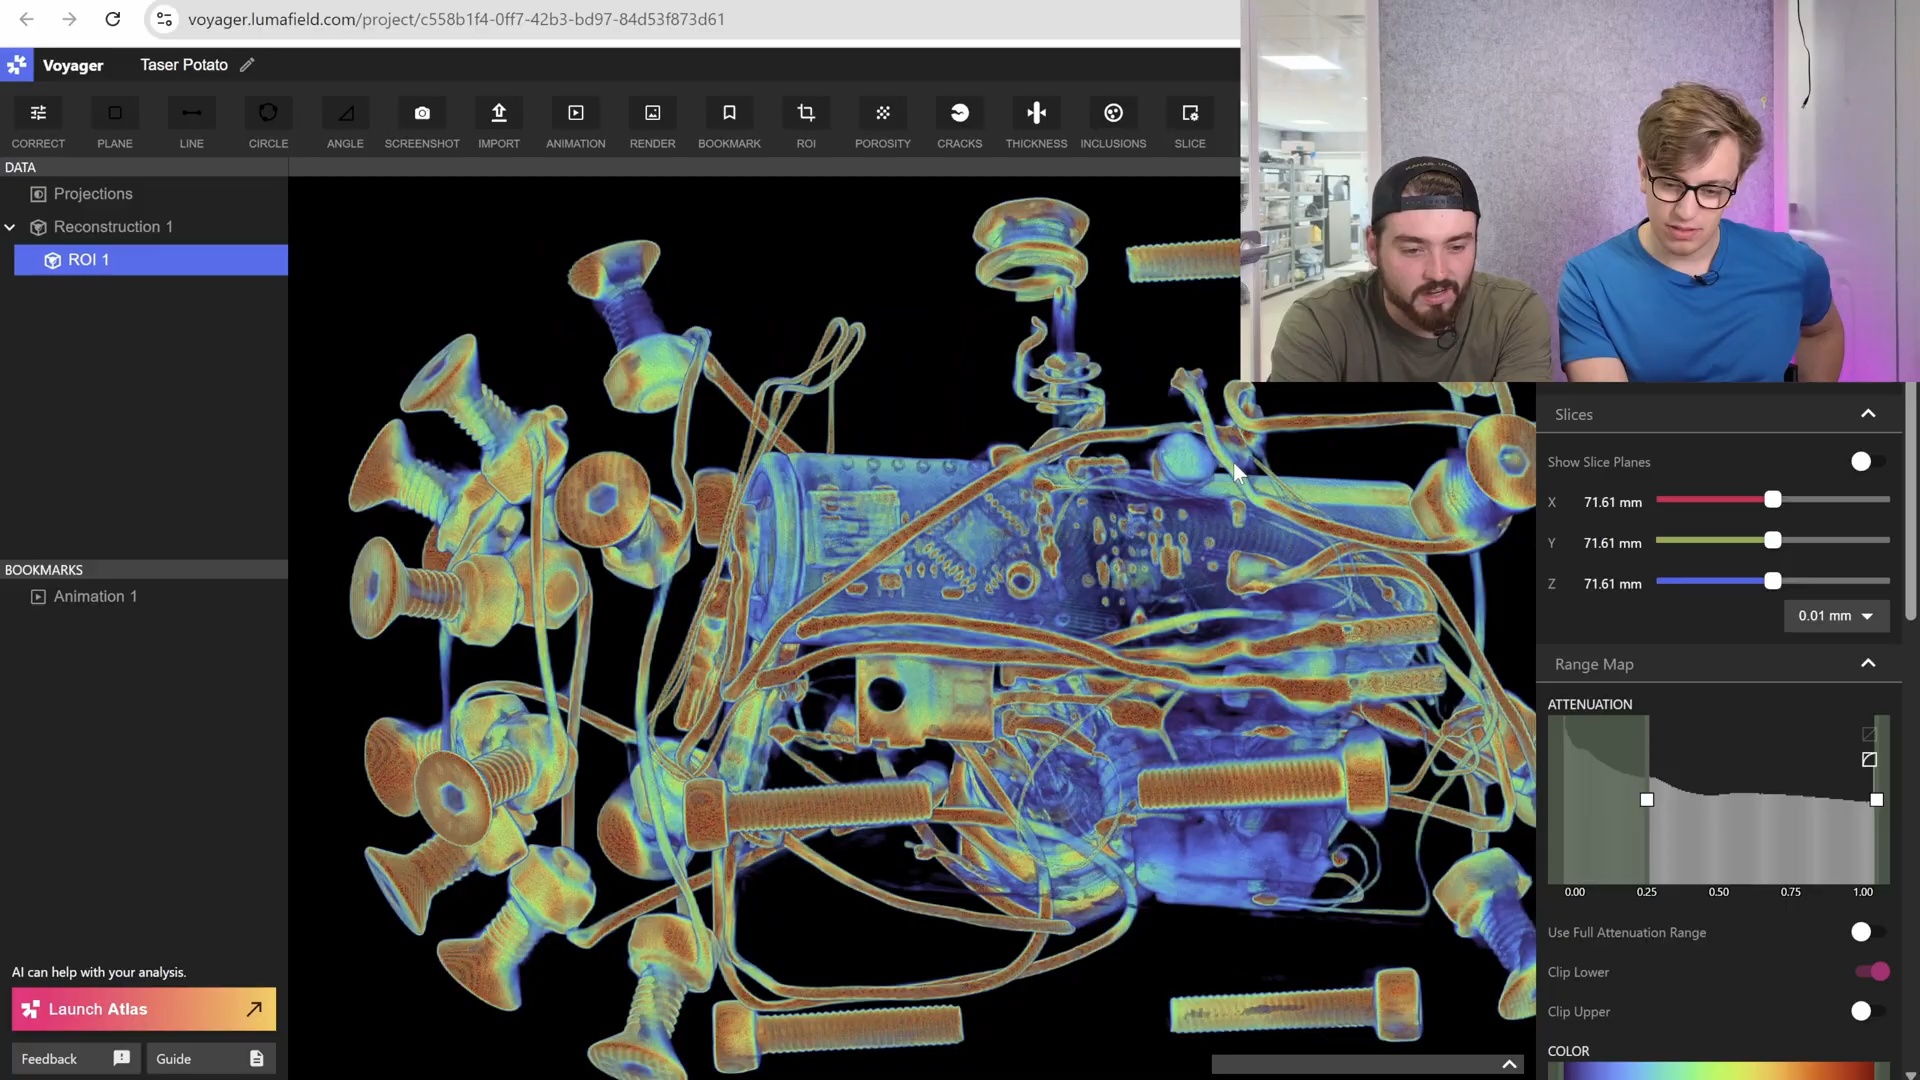 voyager.lumafield.com/project/c558b1f4-0ff7-42b3-bd97-84d53f873d61
Voyager
Taser Potato
CORRECT
PLANE
LINE
CIRCLE
ANGLE
SCREENSHOT
IMPORT
ANIMATION
RENDER
BOOKMARK
ROI
POROSITY
CRACKS
THICKNESS
INCLUSIONS
SLICE
DATA
Projections
Reconstruction 1
ROI 1
BOOKMARKS
Animation 1
AI can help with your analysis.
Launch Atlas
Feedback
Guide
Slices
Show Slice Planes
X 71.61 mm
Y 71.61 mm
Z 71.61 mm
0.01 mm
Range Map
ATTENUATION
0.00 0.25 0.50 0.75 1.00
Use Full Attenuation Range
Clip Lower
Clip Upper
COLOR